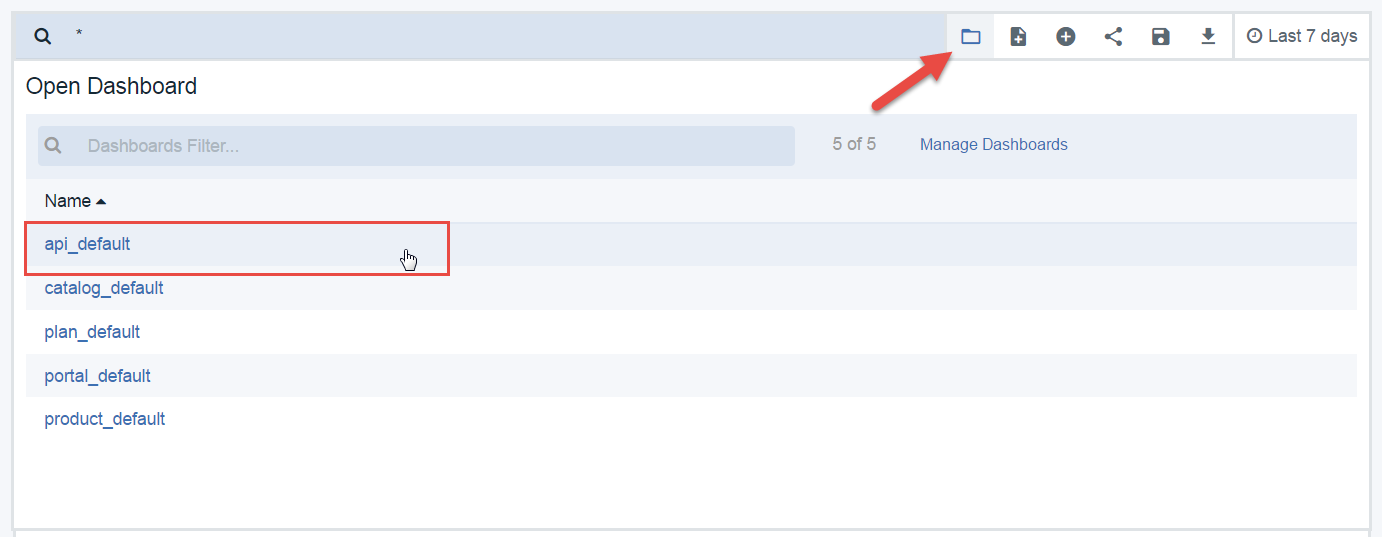 * Last 7 days
Open Dashboard
Dashboards Filter... 5 of 5 Manage Dashboards
Name
api_default
catalog_default
plan_default
portal_default
product_default